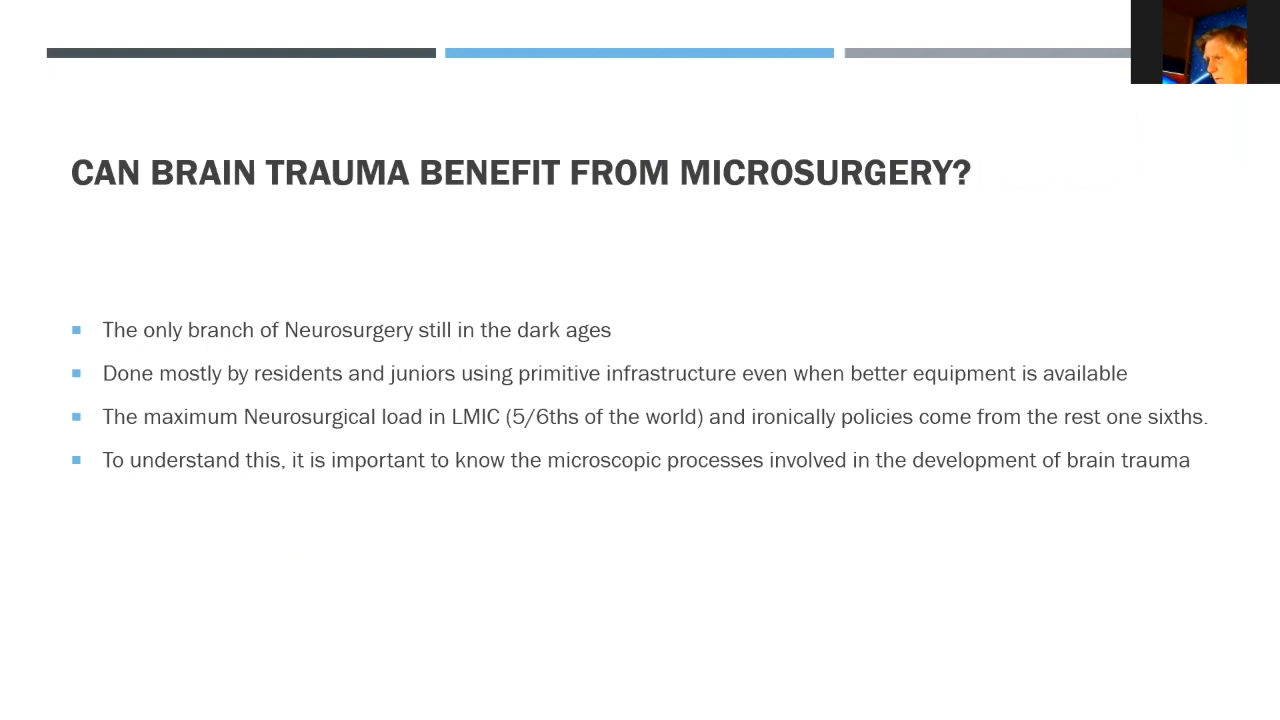 CAN BRAIN TRAUMA BENEFIT FROM MICROSURGERY?
The only branch of Neurosurgery still in the dark ages
Done mostly by residents and juniors using primitive infrastructure even when better equipment is available
The maximum Neurosurgical load in LMIC (5/6ths of the world) and ironically policies come from the rest one sixths.
To understand this, it is important to know the microscopic processes involved in the development of brain trauma